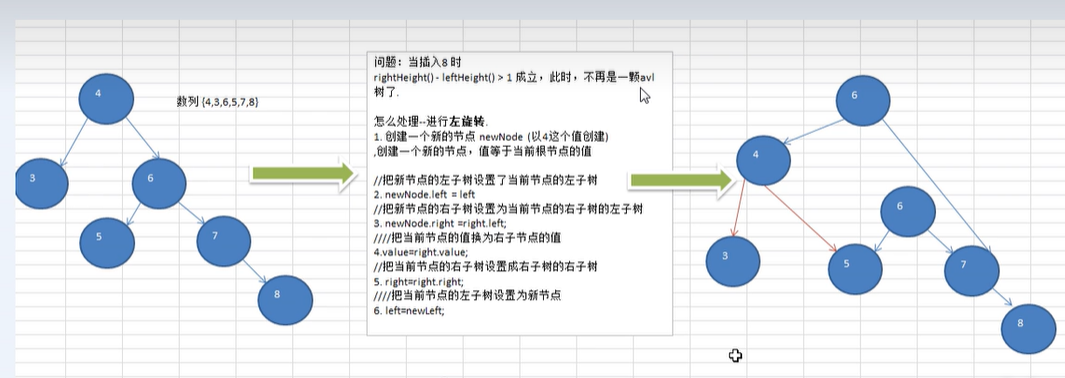 4
3
6
5
7
8
数列 {4,3,6,5,7,8}
问题：当插入8 时
rightHeight() - leftHeight() > 1 成立，此时，不再是一颗avl
树了.
怎么处理--进行左旋转.
1. 创建一个新的节点 newNode (以4这个值创建)
,创建一个新的节点，值等于当前根节点的值
//把新节点的左子树设置了当前节点的左子树
2. newNode.left = left
//把新节点的右子树设置为当前节点的右子树的左子树
3. newNode.right =right.left;
////把当前节点的值换为右子节点的值
4.value=right.value;
//把当前节点的右子树设置成右子树的右子树
5. right=right.right;
////把当前节点的左子树设置为新节点
6. left=newLeft;
6
4
6
3
5
7
8